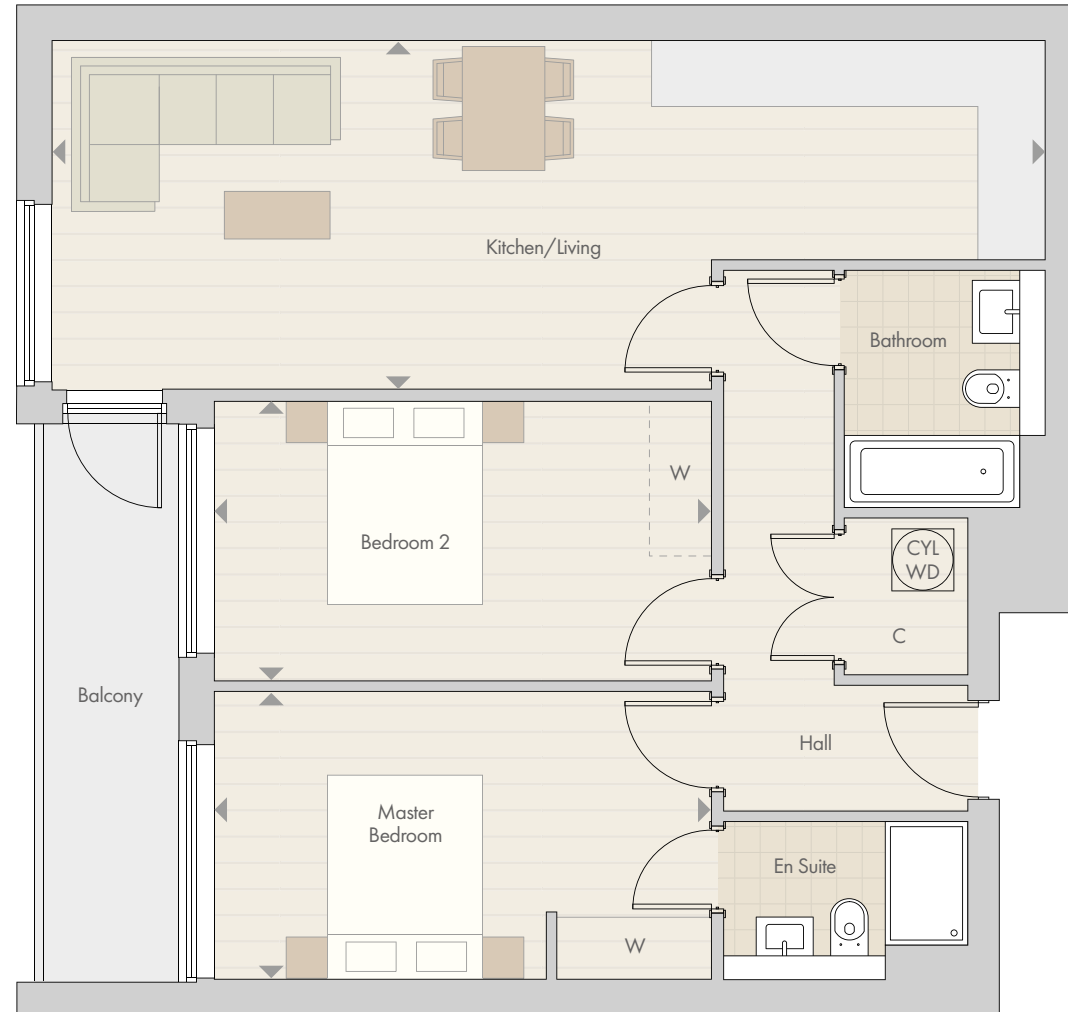 Kitchen/Living
Bathroom
W
Bedroom 2
CYL
WD
C
Balcony
Hall
Master
Bedroom
En Suite
W